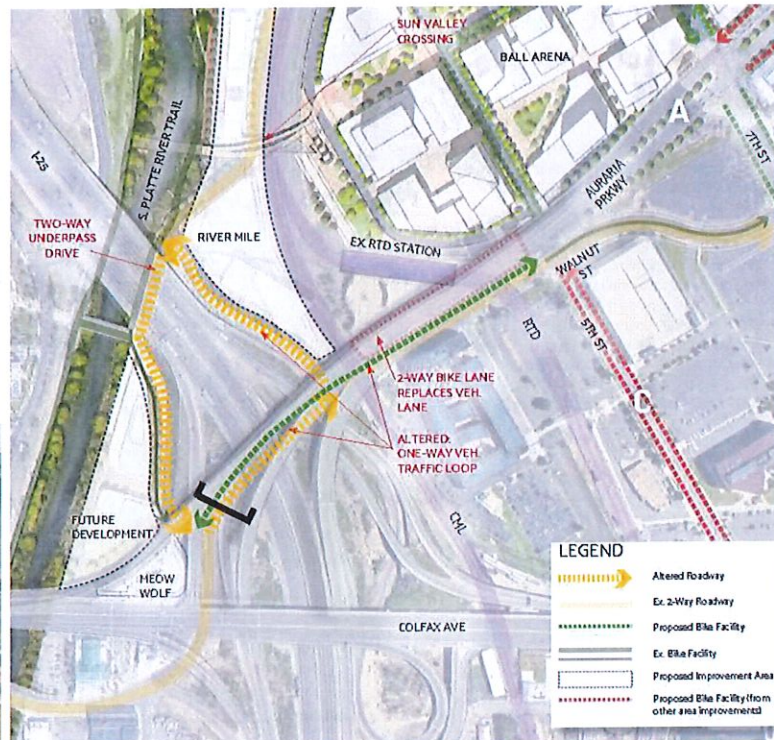 SUN VALLEY
CROSSING
BALL ARENA
A
7TH ST
S. PLATTE RIVER TRAIL
I-25
AURARIA
PRKWY
TWO-WAY
UNDERPASS
DRIVE
RIVER MILE
EX RTD STATION
WALNUT
ST
RTD
5TH ST
C
2-WAY BIKE LANE
REPLACES VEH.
LANE
ALTERED:
ONE-WAY VEH.
TRAFFIC LOOP
CML
FUTURE
DEVELOPMENT
MEOW
WOLF
COLFAX AVE
LEGEND
Altered Roadway
Ex. 2-Way Roadway
Proposed Bike Facility
Ex. Bike Facility
Proposed Improvement Area
Proposed Bike Facility (from
other area improvements)